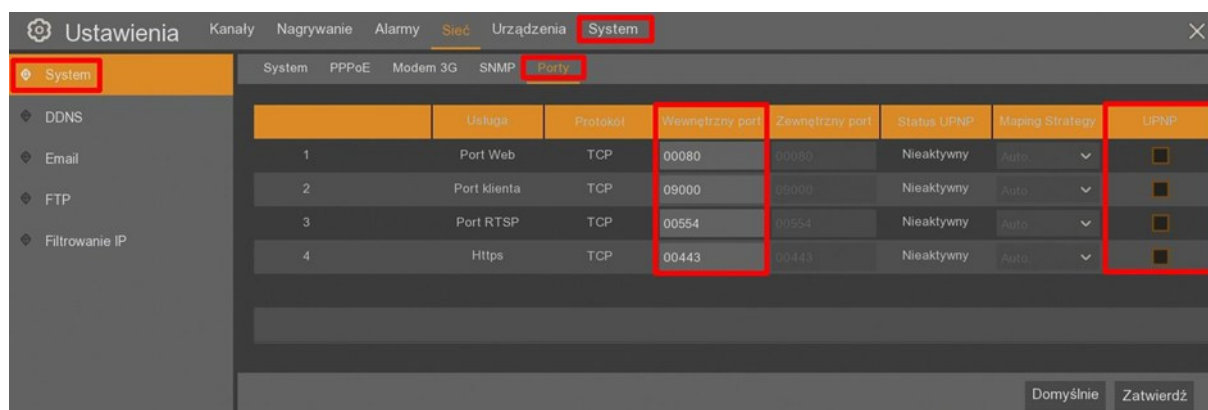 Ustawienia Kanały Nagrywanie Alarmy Sieć Urządzenia System
System
DDNS
Email
FTP
Filtrowanie IP
System PPPoE Modem 3G SNMP Porty
Usługa Protokół Wewnętrzny port Zewnętrzny port Status UPNP Maping Strategy UPNP
1 Port Web TCP 00080 00080 Nieaktywny Auto.
2 Port klienta TCP 09000 09000 Nieaktywny Auto.
3 Port RTSP TCP 00554 00554 Nieaktywny Auto.
4 Https TCP 00443 00443 Nieaktywny Auto.
Domyślnie Zatwierdź